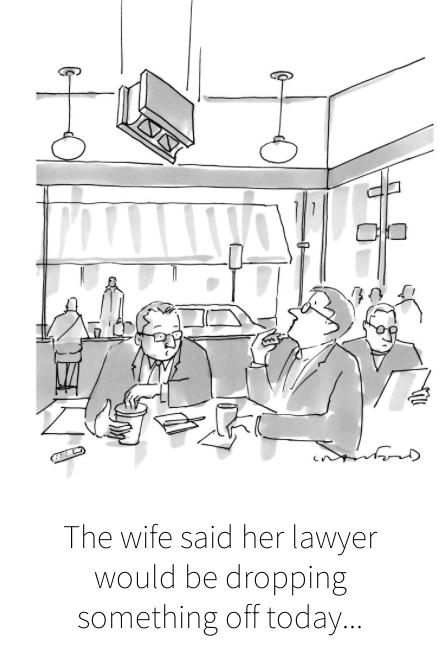 The wife said her lawyer
would be dropping
something off today...